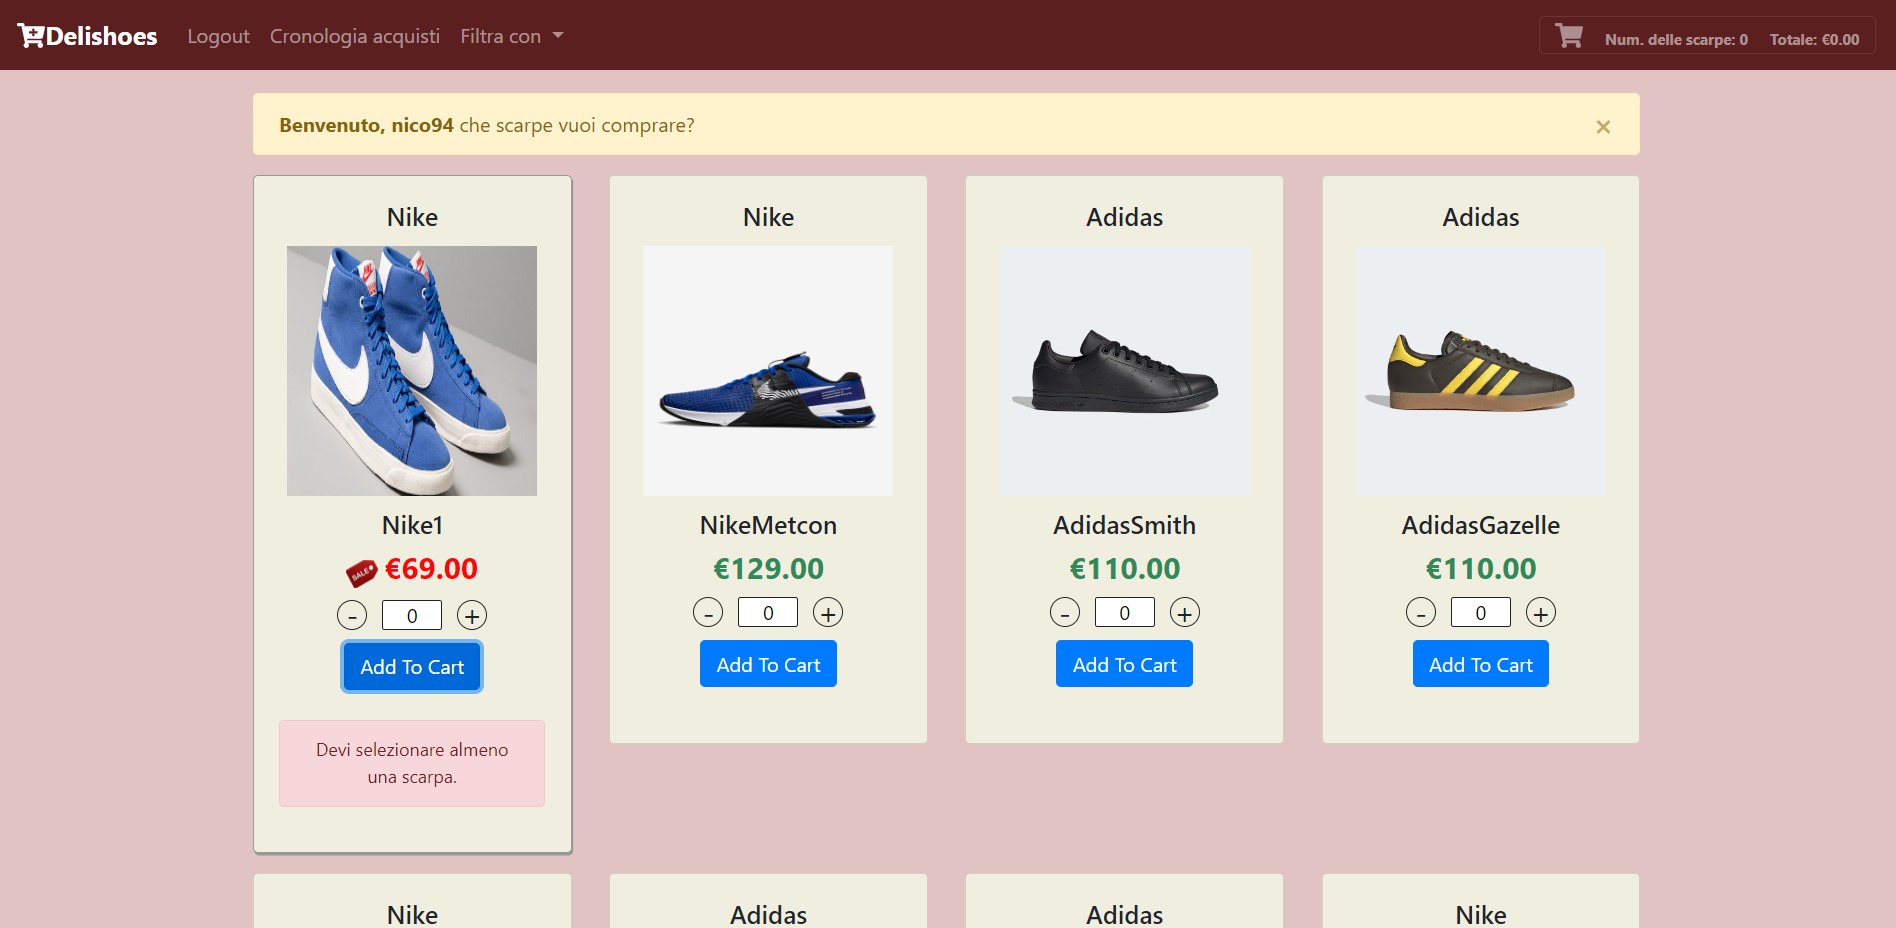 Delishoes Logout Cronologia acquisti Filtra con Num. delle scarpe: 0 Totale: €0.00
Benvenuto, nico94 che scarpe vuoi comprare? ×
Nike
Nike1
SALE €69.00
- 0 +
Add To Cart
Devi selezionare almeno
una scarpa.
Nike
NikeMetcon
€129.00
- 0 +
Add To Cart
Adidas
AdidasSmith
€110.00
- 0 +
Add To Cart
Adidas
AdidasGazelle
€110.00
- 0 +
Add To Cart
Nike
Adidas
Adidas
Nike